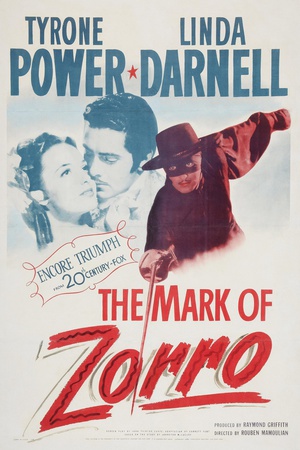 TYRONE LINDA
POWER DARNELL
ENCORE TRIUMPH
FROM 20th CENTURY-FOX
THE MARK OF
Zorro
PRODUCED BY RAYMOND GRIFFITH
DIRECTED BY ROUBEN MAMOULIAN